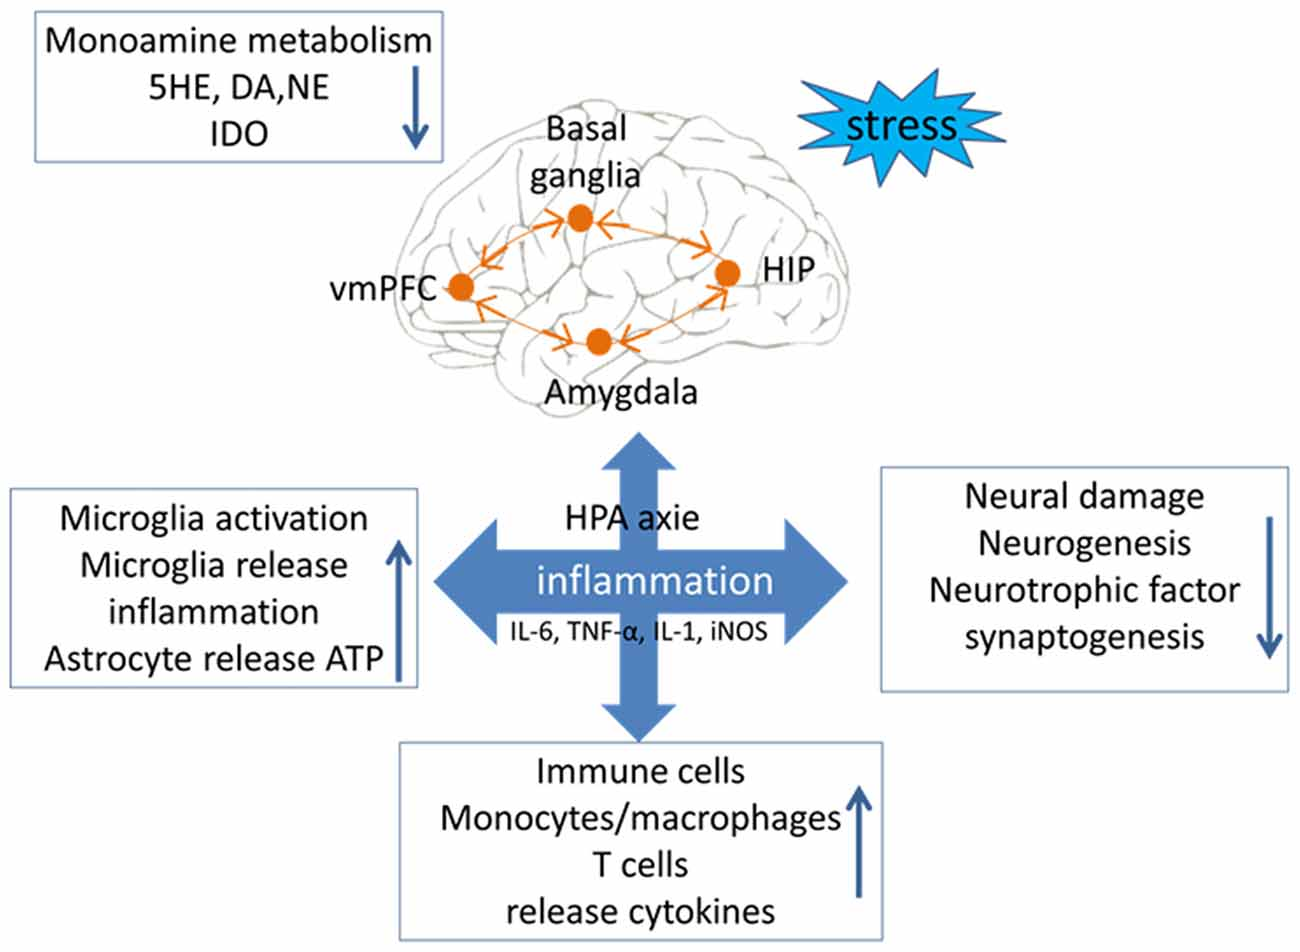 Monoamine metabolism
5HE, DA,NE
IDO
stress
Basal
ganglia
vmPFC
HIP
Amygdala
Microglia activation
Microglia release
inflammation
Astrocyte release ATP
HPA axie
inflammation
IL-6, TNF-α, IL-1, iNOS
Neural damage
Neurogenesis
Neurotrophic factor
synaptogenesis
Immune cells
Monocytes/macrophages
T cells
release cytokines